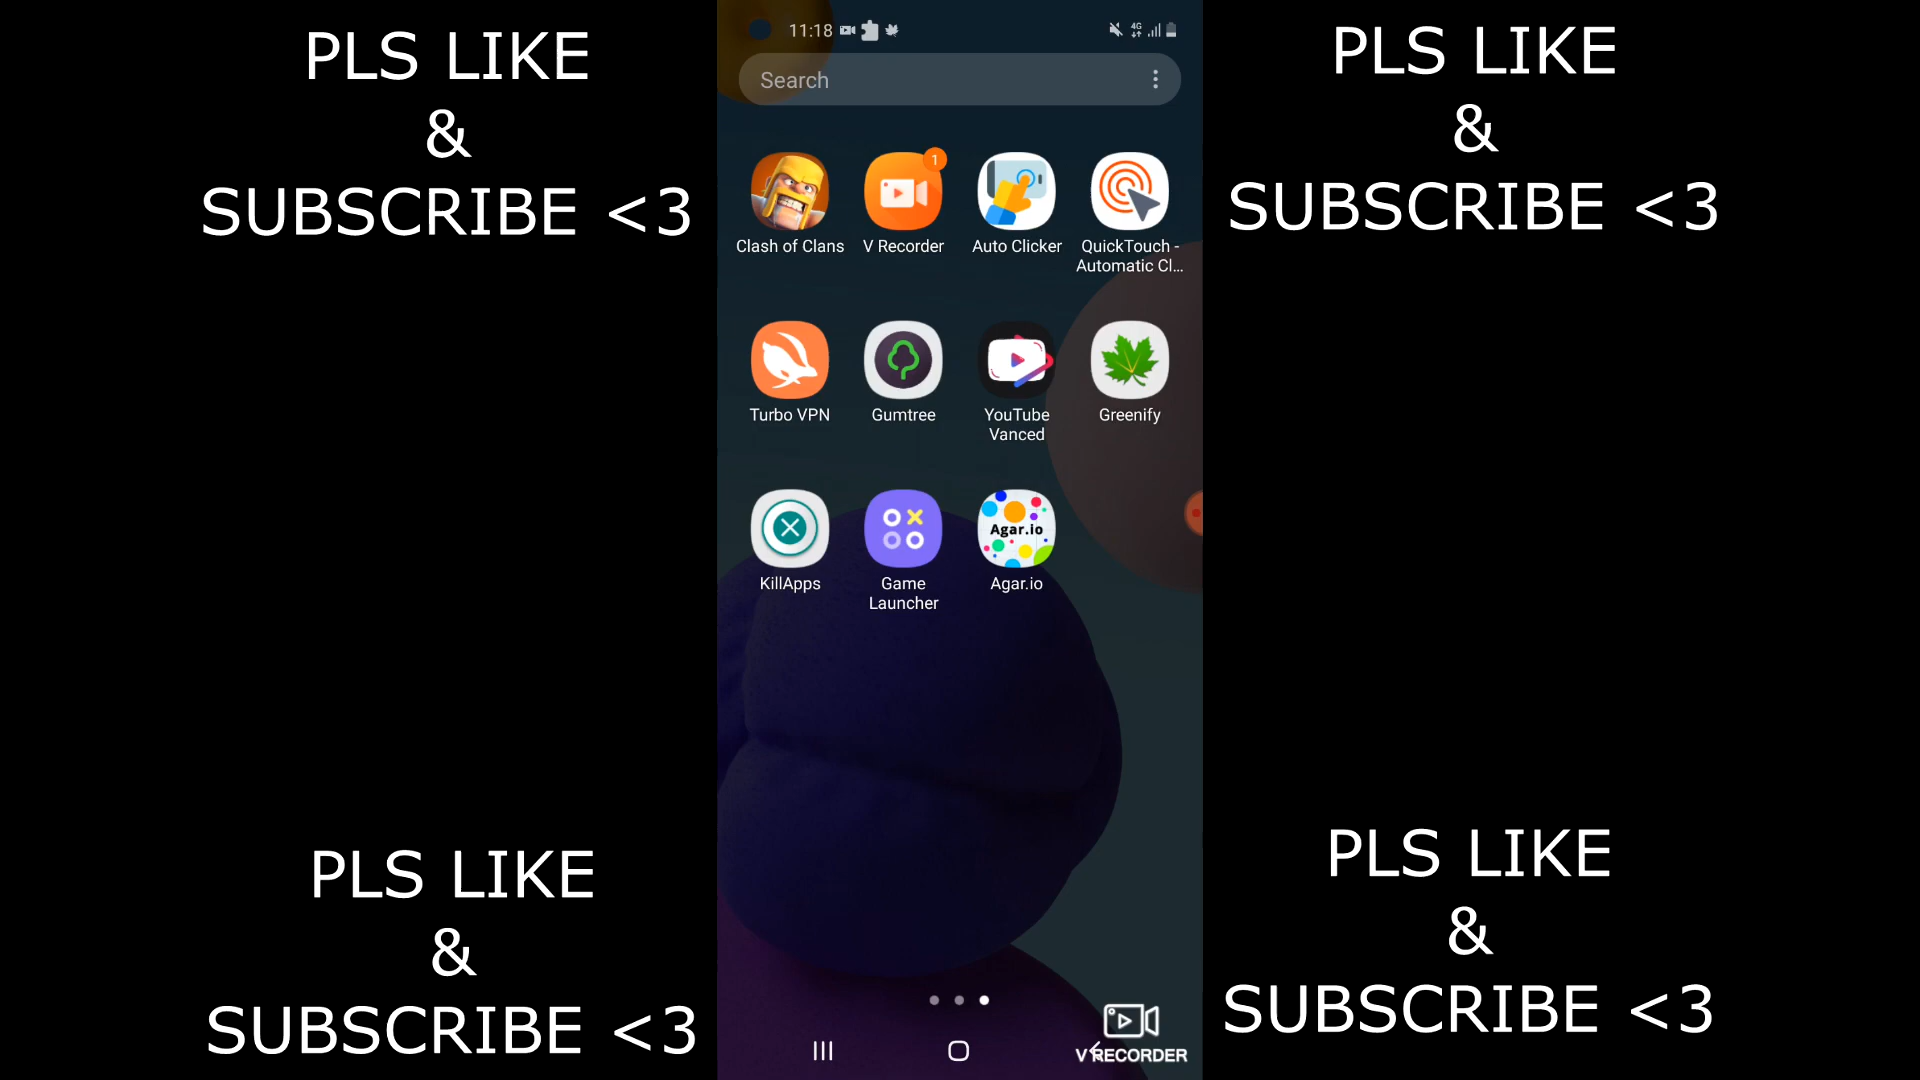 PLS LIKE
&
SUBSCRIBE <3
PLS LIKE
&
SUBSCRIBE <3
11:18
4G
Search
1
Clash of Clans
V Recorder
Auto Clicker
QuickTouch -
Automatic Cl...
Turbo VPN
Gumtree
YouTube
Vanced
Greenify
Agar.io
KillApps
Game
Launcher
Agar.io
PLS LIKE
&
SUBSCRIBE <3
V RECORDER
PLS LIKE
&
SUBSCRIBE <3